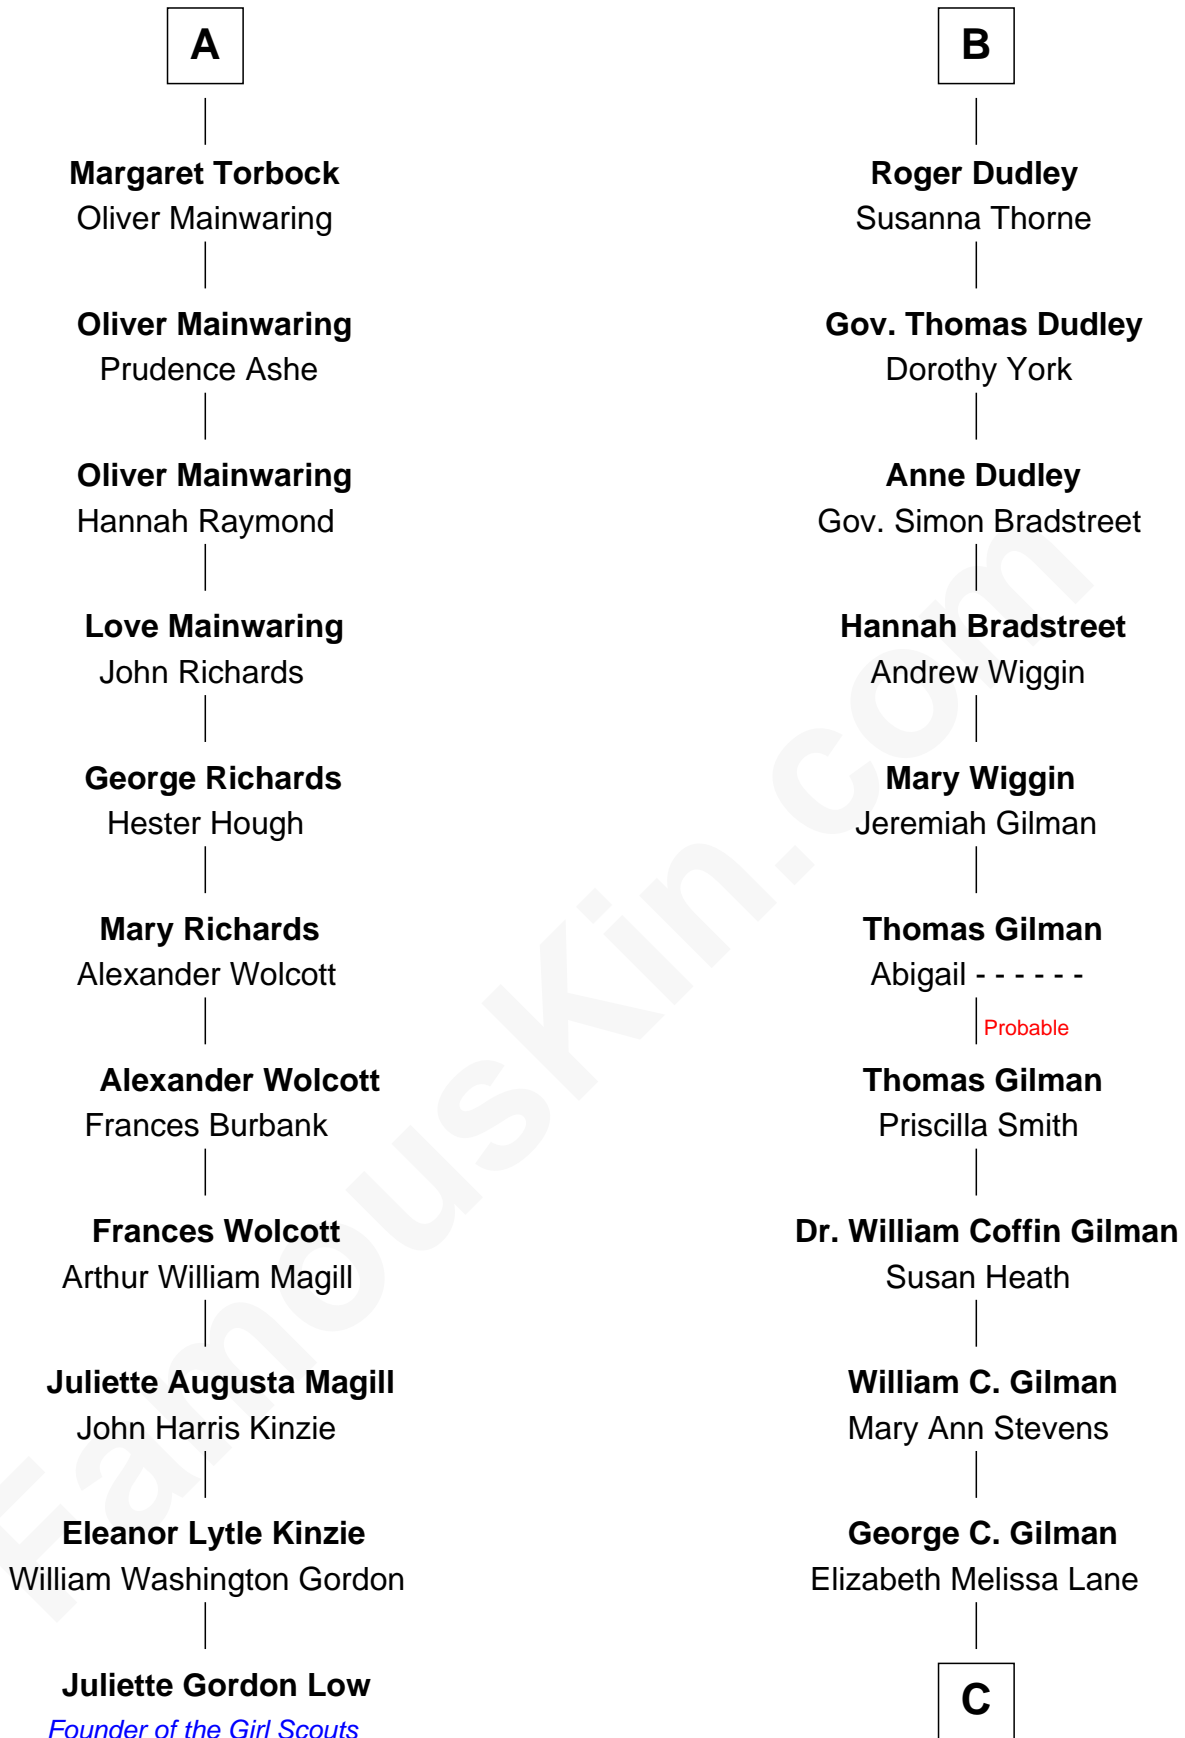 A
Margaret Torbock
Oliver Mainwaring
Oliver Mainwaring
Prudence Ashe
Oliver Mainwaring
Hannah Raymond
Love Mainwaring
John Richards
George Richards
Hester Hough
Mary Richards
Alexander Wolcott
Alexander Wolcott
Frances Burbank
Frances Wolcott
Arthur William Magill
Juliette Augusta Magill
John Harris Kinzie
Eleanor Lytle Kinzie
William Washington Gordon
Juliette Gordon Low
Founder of the Girl Scouts
B
Roger Dudley
Susanna Thorne
Gov. Thomas Dudley
Dorothy York
Anne Dudley
Gov. Simon Bradstreet
Hannah Bradstreet
Andrew Wiggin
Mary Wiggin
Jeremiah Gilman
Thomas Gilman
Abigail - - - - - -
Probable
Thomas Gilman
Priscilla Smith
Dr. William Coffin Gilman
Susan Heath
William C. Gilman
Mary Ann Stevens
George C. Gilman
Elizabeth Melissa Lane
C
FamousKin.com